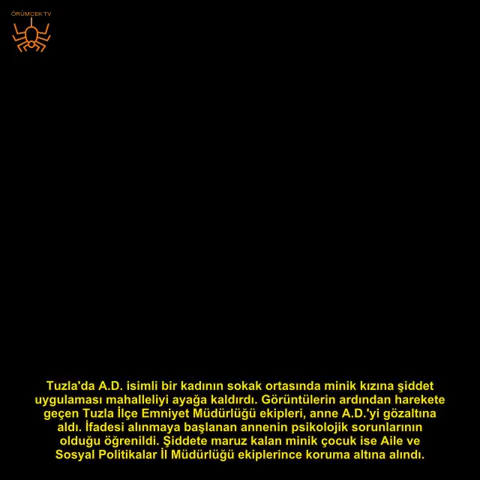 ÖRÜMCEK TV
Tuzla'da A.D. isimli bir kadının sokak ortasında minik kızına şiddet
uygulaması mahalleliyi ayağa kaldırdı. Görüntülerin ardından harekete
geçen Tuzla İlçe Emniyet Müdürlüğü ekipleri, anne A.D.'yi gözaltına
aldı. İfadesi alınmaya başlanan annenin psikolojik sorunlarının
olduğu öğrenildi. Şiddete maruz kalan minik çocuk ise Aile ve
Sosyal Politikalar İl Müdürlüğü ekiplerince koruma altına alındı.